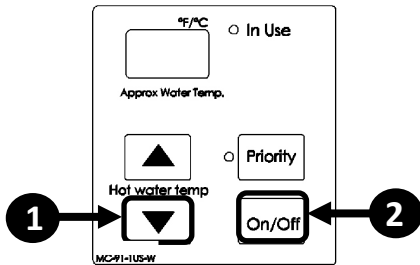 °F/°C
In Use
Approx Water Temp.
Priority
Hot water temp
1
On/Off
2
MC-91-1US-W